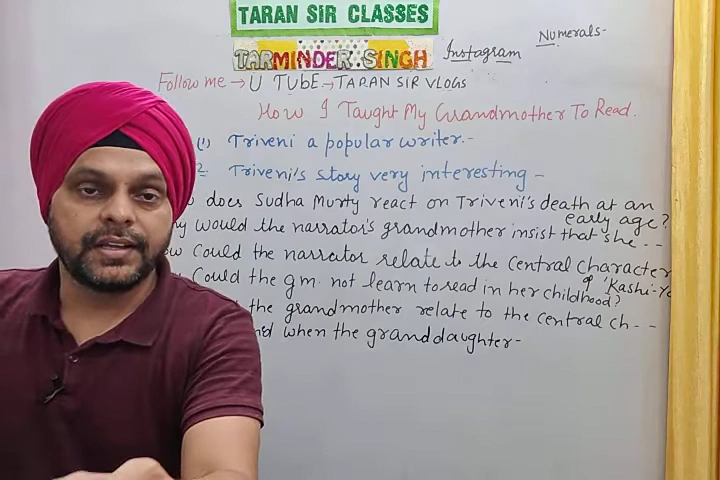 TARAN SIR CLASSES
TARMINDER.SINGH Instagram
Numerals-
Follow me → U TUbE → TARAN SIR VLOGS
How I Taught My Grandmother To Read.
(1) Triveni a popular writer.-
2. Triveni's story very interesting -
does Sudha Murty react on Triveni's death at an early age?
would the narrator's grandmother insist that she. --
could the narrator relate to the central character of Kashi-
Could the gm. not learn to read in her childhood?
the grandmother relate to the central ch- --
when the granddaughter-